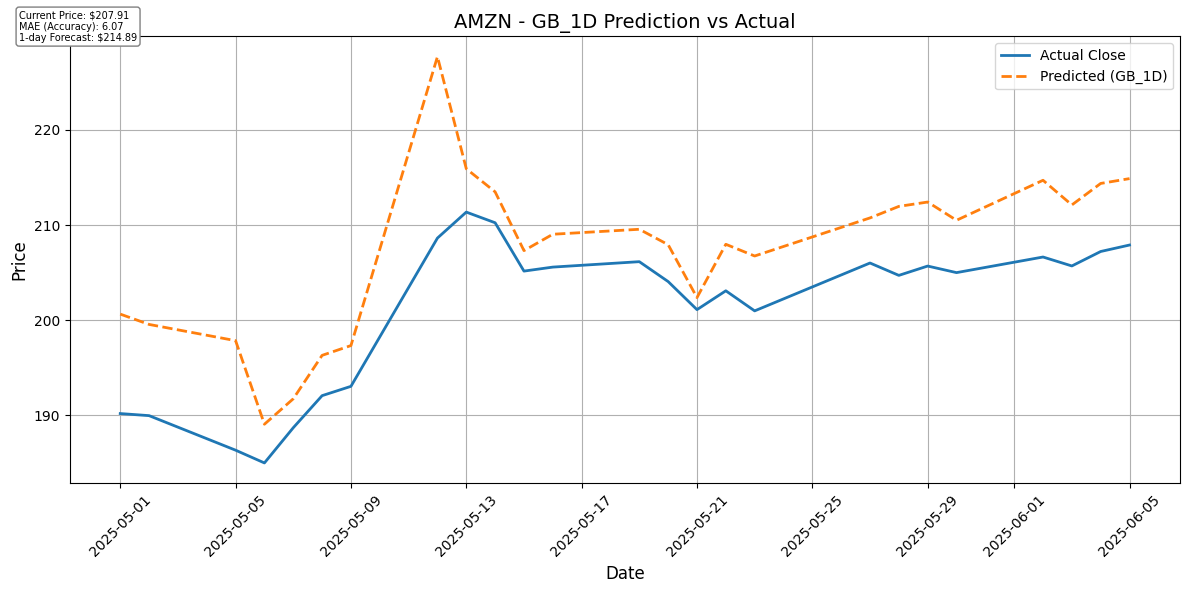 Current Price: $207.91
MAE (Accuracy): 6.07
1-day Forecast: $214.89
AMZN - GB_1D Prediction vs Actual
Actual Close
Predicted (GB_1D)
220
210
200
190
Price
2025-05-01
2025-05-05
2025-05-09
2025-05-13
2025-05-17
2025-05-21
2025-05-25
2025-05-29
2025-06-01
2025-06-05
Date